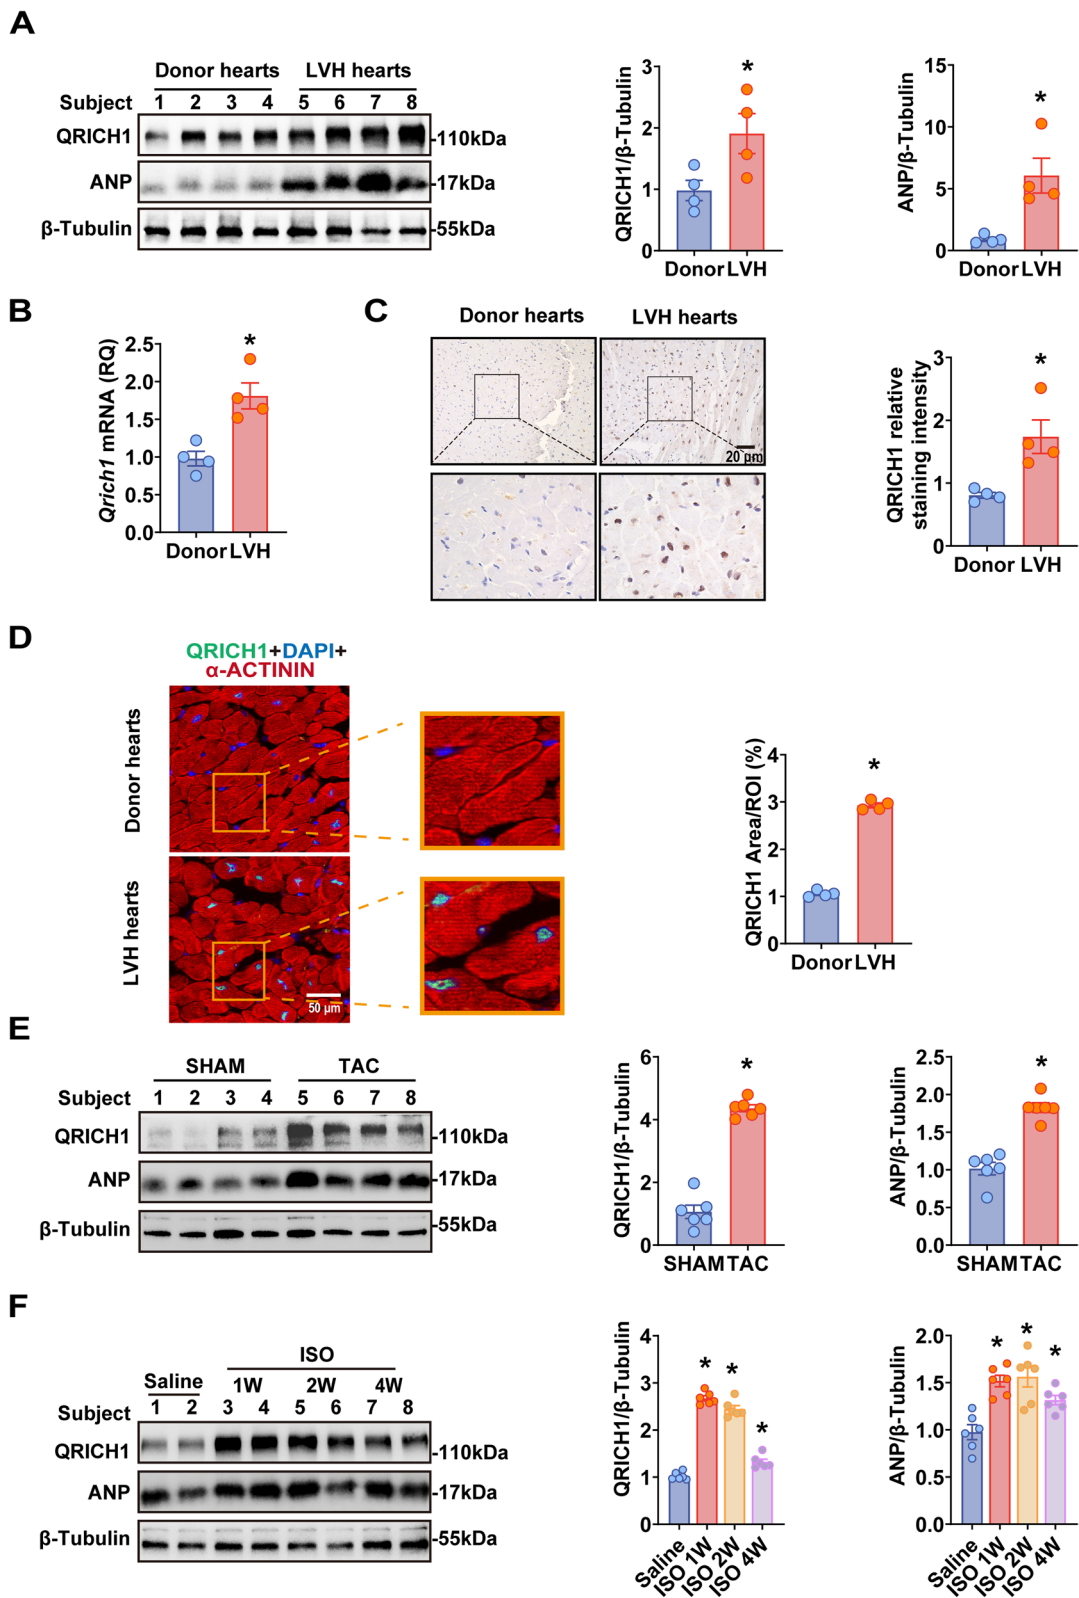 A
Donor hearts LVH hearts
Subject 1 2 3 4 5 6 7 8
QRICH1 -110kDa
ANP -17kDa
β-Tubulin -55kDa
QRICH1/β-Tubulin
3
2
1
0
Donor LVH
*
ANP/β-Tubulin
15
10
5
0
Donor LVH
*
B
Qrich1 mRNA (RQ)
2.5
2.0
1.5
1.0
0.5
0.0
Donor LVH
*
C
Donor hearts LVH hearts
20 μm
QRICH1 relative
staining intensity
3
2
1
0
Donor LVH
*
D
QRICH1+DAPI+
α-ACTININ
Donor hearts
LVH hearts
50 μm
QRICH1 Area/ROI (%)
4
3
2
1
0
Donor LVH
*
E
SHAM TAC
Subject 1 2 3 4 5 6 7 8
QRICH1 -110kDa
ANP -17kDa
β-Tubulin -55kDa
QRICH1/β-Tubulin
6
4
2
0
SHAM TAC
*
ANP/β-Tubulin
2.5
2.0
1.5
1.0
0.5
0.0
SHAM TAC
*
F
ISO
Saline 1W 2W 4W
Subject 1 2 3 4 5 6 7 8
QRICH1 -110kDa
ANP -17kDa
β-Tubulin -55kDa
QRICH1/β-Tubulin
4
3
2
1
0
* * *
Saline ISO 1W ISO 2W ISO 4W
ANP/β-Tubulin
2.0
1.5
1.0
0.5
0.0
* * *
Saline ISO 1W ISO 2W ISO 4W